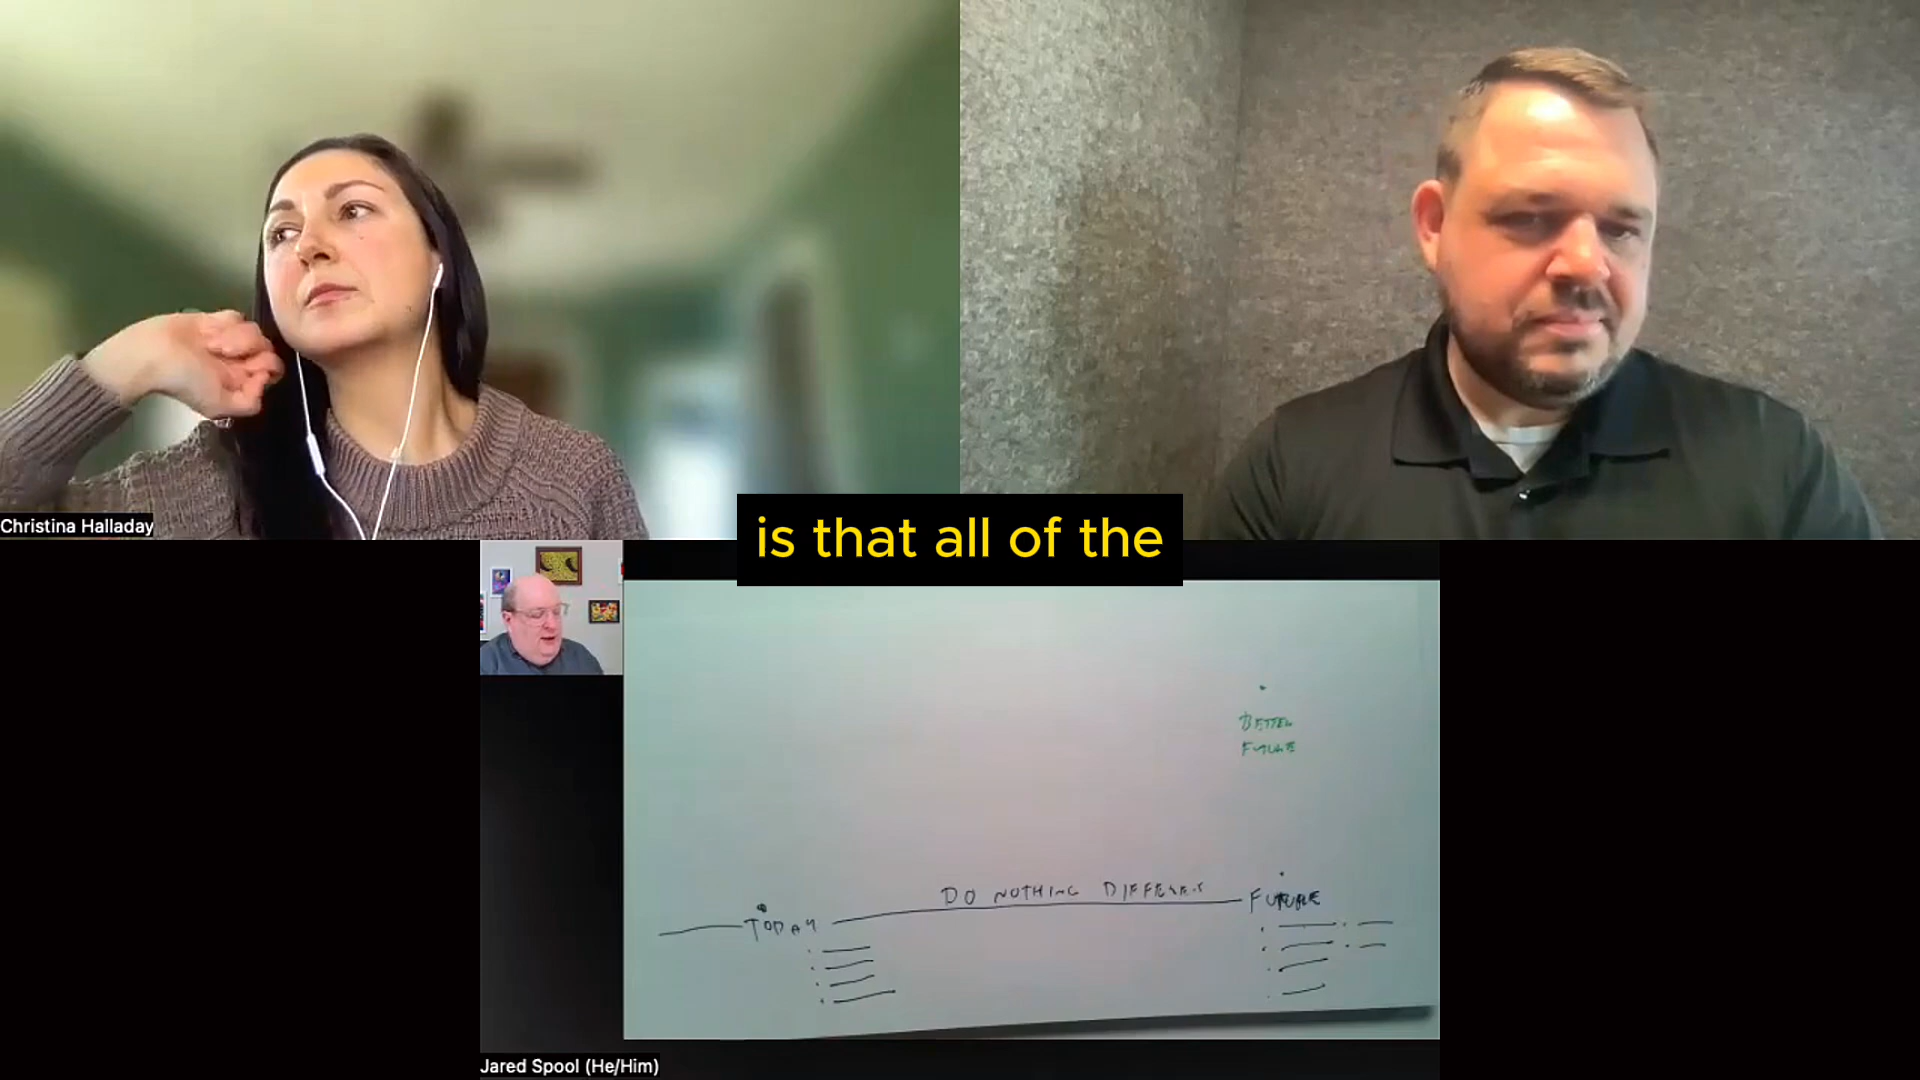 Christina Halladay
is that all of the
BETTER
FUTURE
DO NOTHING DIFFERENT
TODAY
FUTURE
Jared Spool (He/Him)